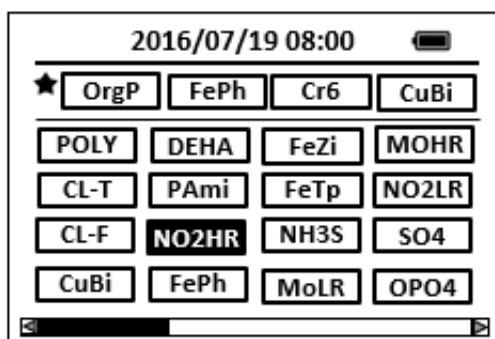 2016/07/19 08:00
OrgP FePh Cr6 CuBi
POLY DEHA FeZi MOHR
CL-T PAmi FeTp NO2LR
CL-F NO2HR NH3S SO4
CuBi FePh MoLR OPO4